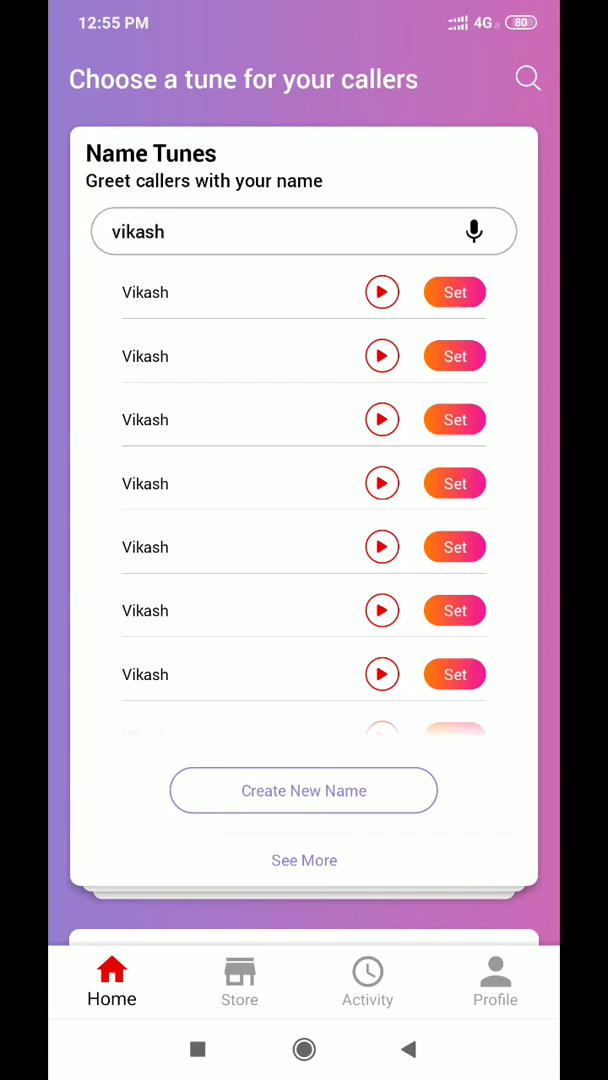 12:55 PM 4G 80
Choose a tune for your callers
Name Tunes
Greet callers with your name
vikash
Vikash Set
Vikash Set
Vikash Set
Vikash Set
Vikash Set
Vikash Set
Vikash Set
Create New Name
See More
Home Store Activity Profile